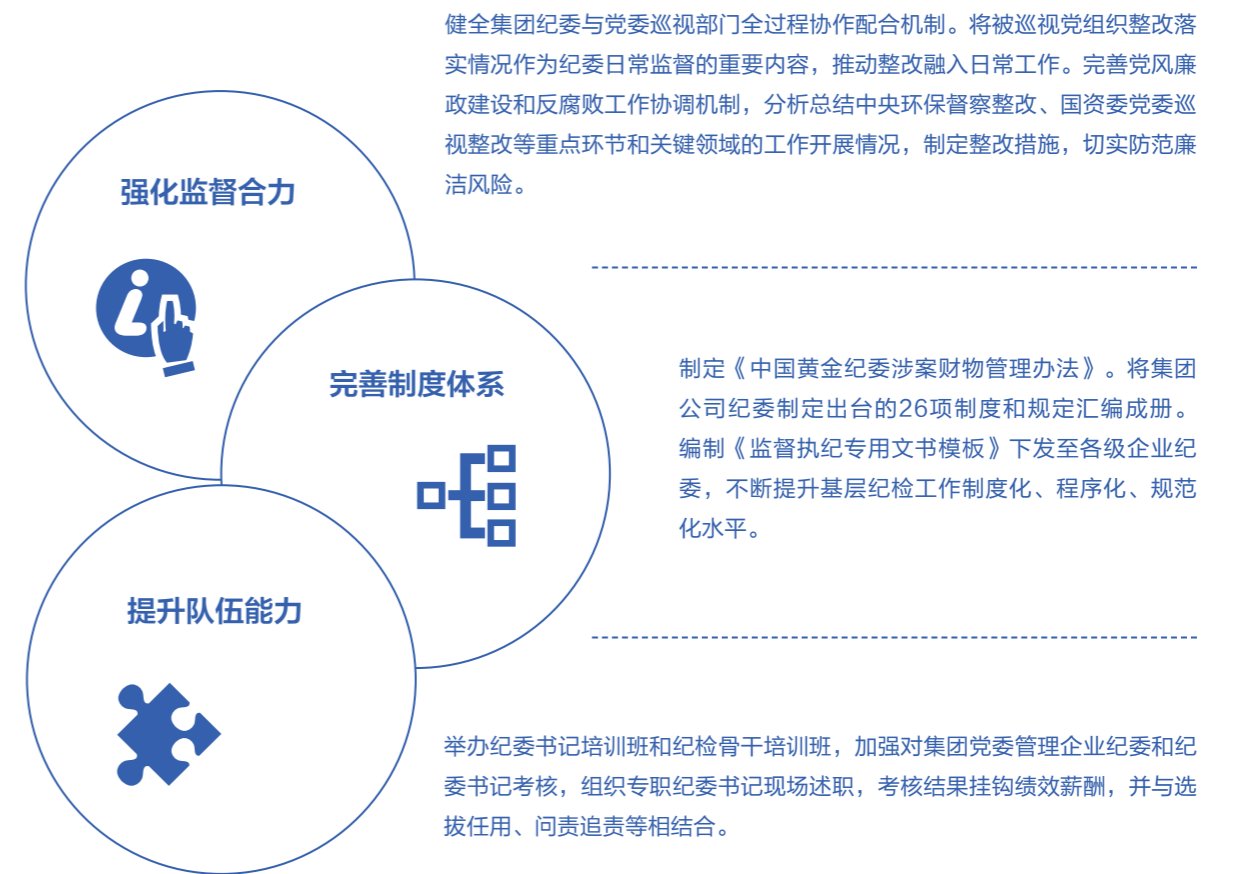 健全集团纪委与党委巡视部门全过程协作配合机制。将被巡视党组织整改落
实情况作为纪委日常监督的重要内容，推动整改融入日常工作。完善党风廉
政建设和反腐败工作协调机制，分析总结中央环保督察整改、国资委党委巡
视整改等重点环节和关键领域的工作开展情况，制定整改措施，切实防范廉
洁风险。
强化监督合力
完善制度体系
制定《中国黄金纪委涉案财物管理办法》。将集团
公司纪委制定出台的26项制度和规定汇编成册。
编制《监督执纪专用文书模板》下发至各级企业纪
委，不断提升基层纪检工作制度化、程序化、规范
化水平。
提升队伍能力
举办纪委书记培训班和纪检骨干培训班，加强对集团党委管理企业纪委和纪
委书记考核，组织专职纪委书记现场述职，考核结果挂钩绩效薪酬，并与选
拔任用、问责追责等相结合。